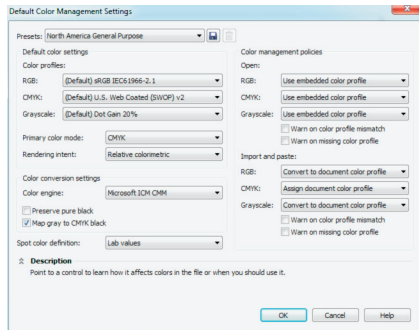 Default Color Management Settings
Presets: North America General Purpose
Default color settings
Color profiles:
RGB: (Default) sRGB IEC61966-2.1
CMYK: (Default) U.S. Web Coated (SWOP) v2
Grayscale: (Default) Dot Gain 20%
Primary color mode: CMYK
Rendering intent: Relative colorimetric
Color conversion settings
Color engine: Microsoft ICM CMM
Preserve pure black
Map gray to CMYK black
Spot color definition: Lab values
Color management policies
Open:
RGB: Use embedded color profile
CMYK: Use embedded color profile
Grayscale: Use embedded color profile
Warn on color profile mismatch
Warn on missing color profile
Import and paste:
RGB: Convert to document color profile
CMYK: Assign document color profile
Grayscale: Convert to document color profile
Warn on color profile mismatch
Warn on missing color profile
Description
Point to a control to learn how it affects colors in the file or when you should use it.
OK Cancel Help